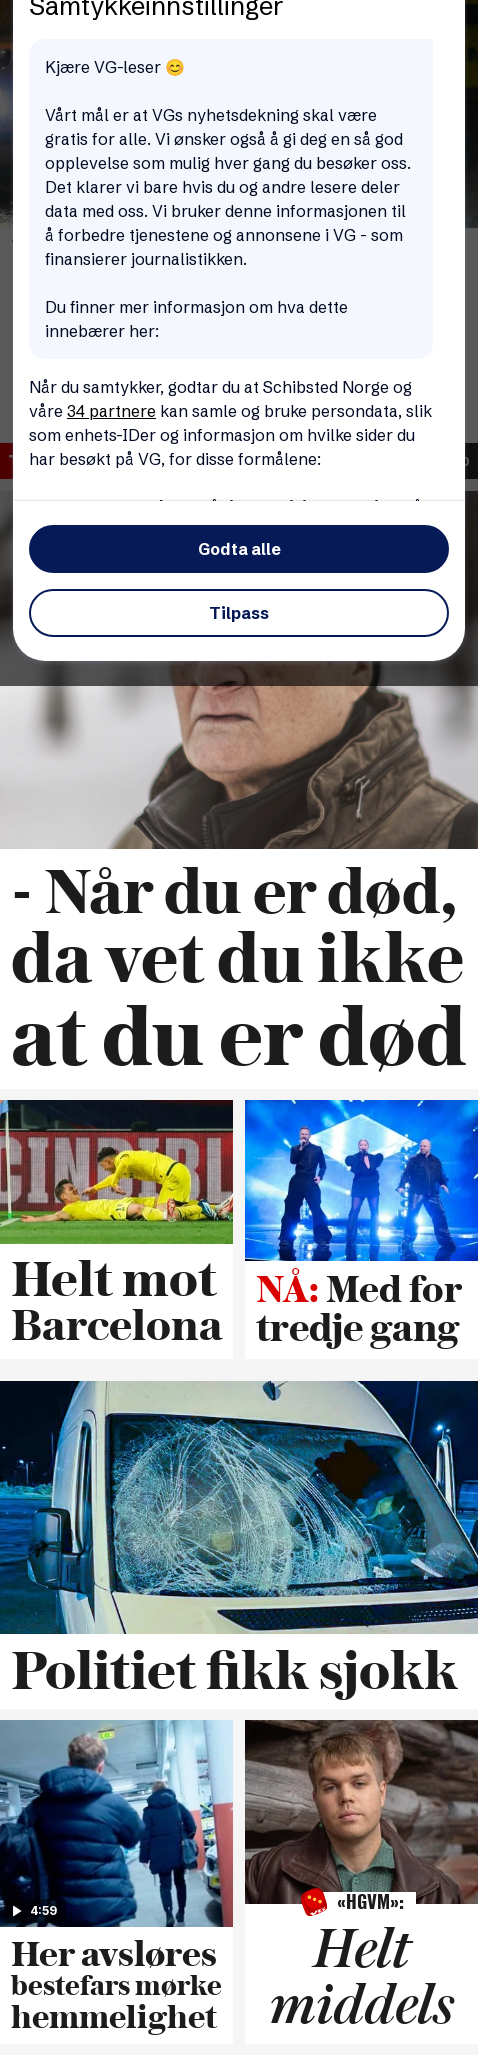 Samtykkeinnstillinger
Kjære VG-leser 😊
Vårt mål er at VGs nyhetsdekning skal være
gratis for alle. Vi ønsker også å gi deg en så god
opplevelse som mulig hver gang du besøker oss.
Det klarer vi bare hvis du og andre lesere deler
data med oss. Vi bruker denne informasjonen til
å forbedre tjenestene og annonsene i VG - som
finansierer journalistikken.
Du finner mer informasjon om hva dette
innebærer her:
Når du samtykker, godtar du at Schibsted Norge og
våre 34 partnere kan samle og bruke persondata, slik
som enhets-IDer og informasjon om hvilke sider du
har besøkt på VG, for disse formålene:
Godta alle
Tilpass
- Når du er død,
da vet du ikke
at du er død
Helt mot
Barcelona
NÅ: Med for
tredje gang
Politiet fikk sjokk
4:59
Her avsløres
bestefars mørke
hemmelighet
«HGVM»:
Helt
middels